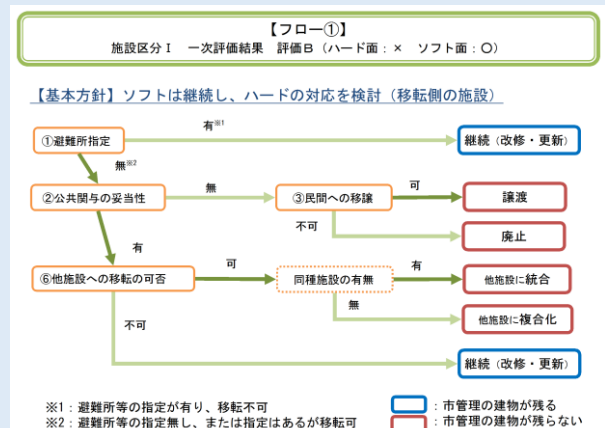 【フロー①】
施設区分Ⅰ 一次評価結果 評価B（ハード面：× ソフト面：〇）
【基本方針】ソフトは継続し、ハードの対応を検討（移転側の施設）
有※1
①避難所指定
継続（改修・更新）
無※2
②公共関与の妥当性
無
③民間への移譲
可
譲渡
不可
廃止
有
⑥他施設への移転の可否
可
同種施設の有無
有
他施設に統合
無
他施設に複合化
不可
継続（改修・更新）
※1：避難所等の指定が有り、移転不可
：市管理の建物が残る
※2：避難所等の指定無し、または指定はあるが移転可
：市管理の建物が残らない